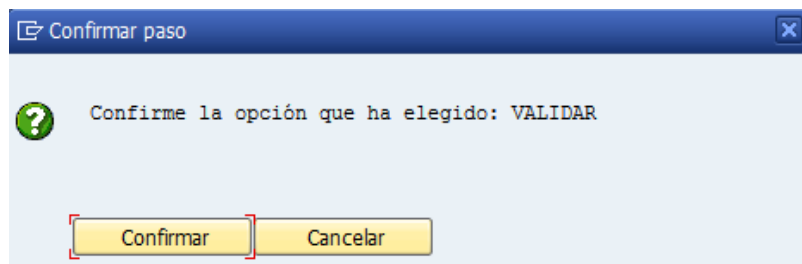 Confirmar paso
Confirme la opción que ha elegido: VALIDAR
Confirmar Cancelar